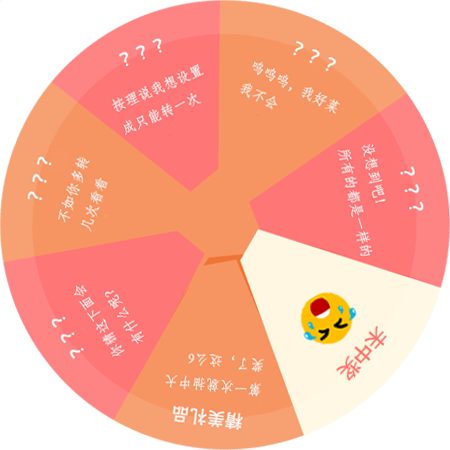 ？？？
呜呜呜，我好菜
我不会
？？？
没想到吧！
所有的都是一样的
未中奖
精美礼品
第一次就抽中大
奖了，这么6
？？？
你猜这下面会
有什么呢？
？？？
不如你多转
几次看看
？？？
按理说我想设置
成只能转一次